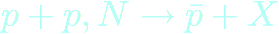 p + p, N → p̄ + X